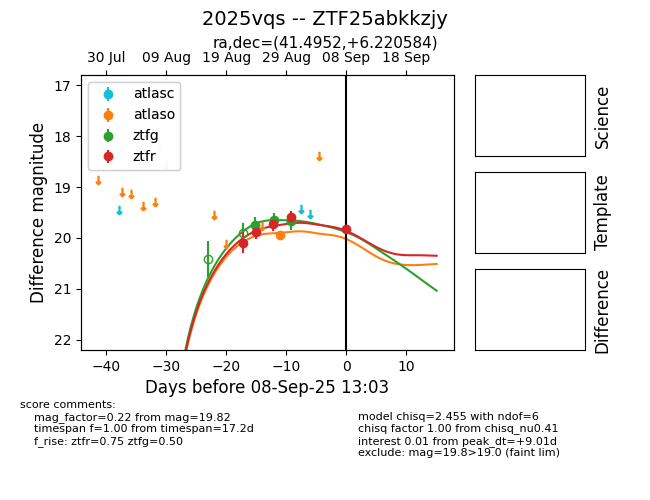 2025vqs -- ZTF25abkkzjy
ra,dec=(41.4952,+6.220584)
30 Jul 09 Aug 19 Aug 29 Aug 08 Sep 18 Sep
atlasc
atlaso
ztfg
ztfr
17
18
19
20
21
22
Difference magnitude
−40 −30 −20 −10 0 10
Days before 08-Sep-25 13:03
Science
Template
Difference
score comments:
mag_factor=0.22 from mag=19.82
timespan f=1.00 from timespan=17.2d
f_rise: ztfr=0.75 ztfg=0.50
model chisq=2.455 with ndof=6
chisq factor 1.00 from chisq_nu0.41
interest 0.01 from peak_dt=+9.01d
exclude: mag=19.8>19.0 (faint lim)